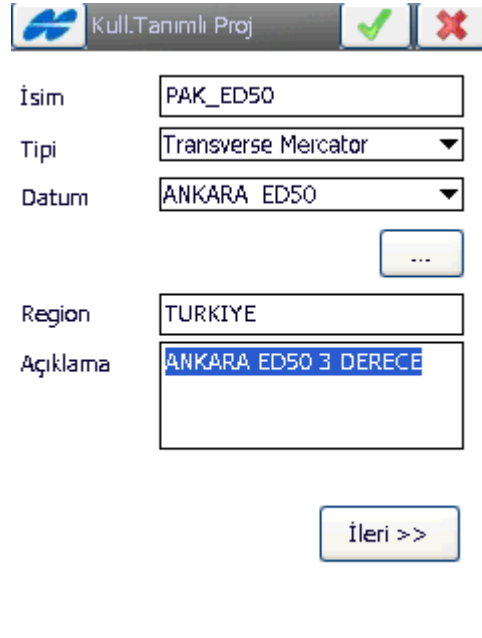 Kull.Tanımlı Proj
İsim PAK_ED50
Tipi Transverse Mercator
Datum ANKARA ED50
...
Region TURKIYE
Açıklama ANKARA ED50 3 DERECE
İleri >>